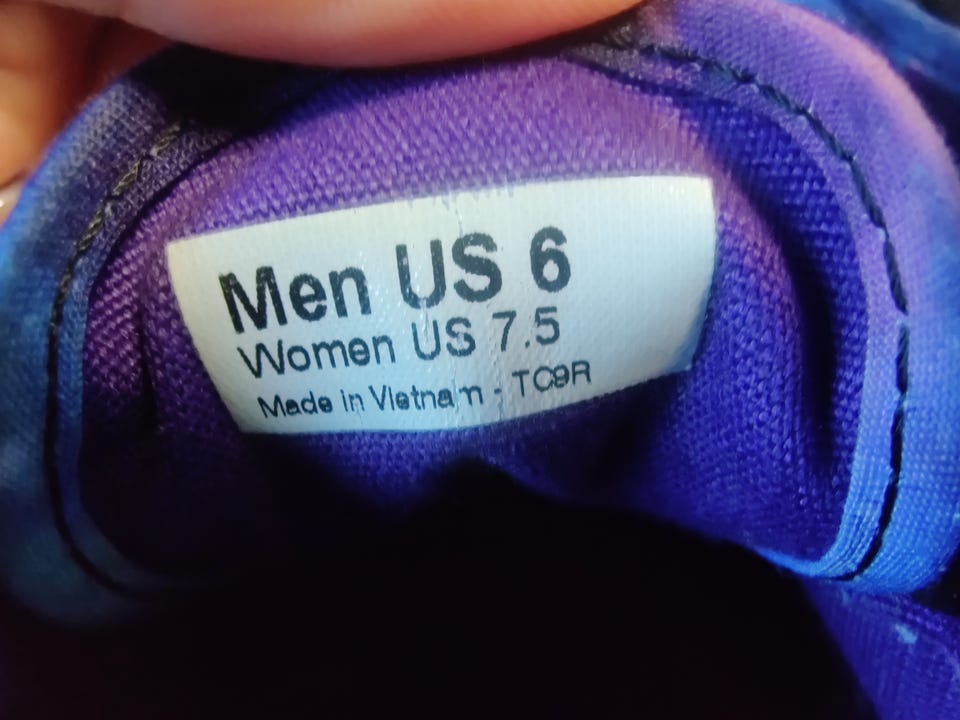 Men US 6
Women US 7.5
Made in Vietnam - TC9R